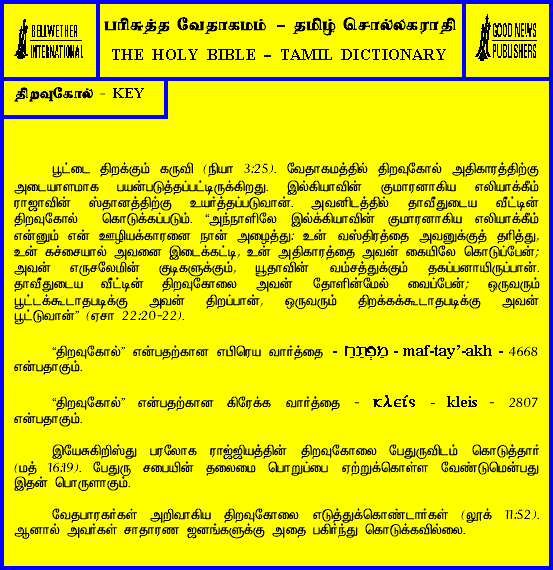 BELLWETHER
INTERNATIONAL
பரிசுத்த வேதாகமம் – தமிழ் சொல்லகராதி
THE HOLY BIBLE – TAMIL DICTIONARY
GOOD NEWS
PUBLISHERS
திறவுகோல் - KEY
பூட்டை திறக்கும் கருவி (நியா 3:25). வேதாகமத்தில் திறவுகோல் அதிகாரத்திற்கு
அடையாளமாக பயன்படுத்தப்பட்டிருக்கிறது. இல்கியாவின் குமாரனாகிய எலியாக்கீம்
ராஜாவின் ஸ்தானத்திற்கு உயர்த்தப்படுவான். அவனிடத்தில் தாவீதுடைய வீட்டின்
திறவுகோல் கொடுக்கப்படும். “அந்நாளிலே இல்க்கியாவின் குமாரனாகிய எலியாக்கீம்
என்னும் என் ஊழியக்காரனை நான் அழைத்து: உன் வஸ்திரத்தை அவனுக்குத் தரித்து,
உன் கச்சையால் அவனை இடைக்கட்டி, உன் அதிகாரத்தை அவன் கையிலே கொடுப்பேன்;
அவன் எருசலேமின் குடிகளுக்கும், யூதாவின் வம்சத்துக்கும் தகப்பனாயிருப்பான்.
தாவீதுடைய வீட்டின் திறவுகோலை அவன் தோளின்மேல் வைப்பேன்; ஒருவரும்
பூட்டக்கூடாதபடிக்கு அவன் திறப்பான், ஒருவரும் திறக்கக்கூடாதபடிக்கு அவன்
பூட்டுவான்” (ஏசா 22:20-22).
“திறவுகோல்” என்பதற்கான எபிரெய வார்த்தை - מַפְתֵּחַ - maf-tay’-akh - 4668
என்பதாகும்.
“திறவுகோல்” என்பதற்கான கிரேக்க வார்த்தை - κλείς - kleis - 2807
என்பதாகும்.
இயேசுகிறிஸ்து பரலோக ராஜ்ஜியத்தின் திறவுகோலை பேதுருவிடம் கொடுத்தார்
(மத் 16:19). பேதுரு சபையின் தலைமை பொறுப்பை ஏற்றுக்கொள்ள வேண்டுமென்பது
இதன் பொருளாகும்.
வேதபாரகர்கள் அறிவாகிய திறவுகோலை எடுத்துக்கொண்டார்கள் (லூக் 11:52).
ஆனால் அவர்கள் சாதாரண ஜனங்களுக்கு அதை பகிர்ந்து கொடுக்கவில்லை.